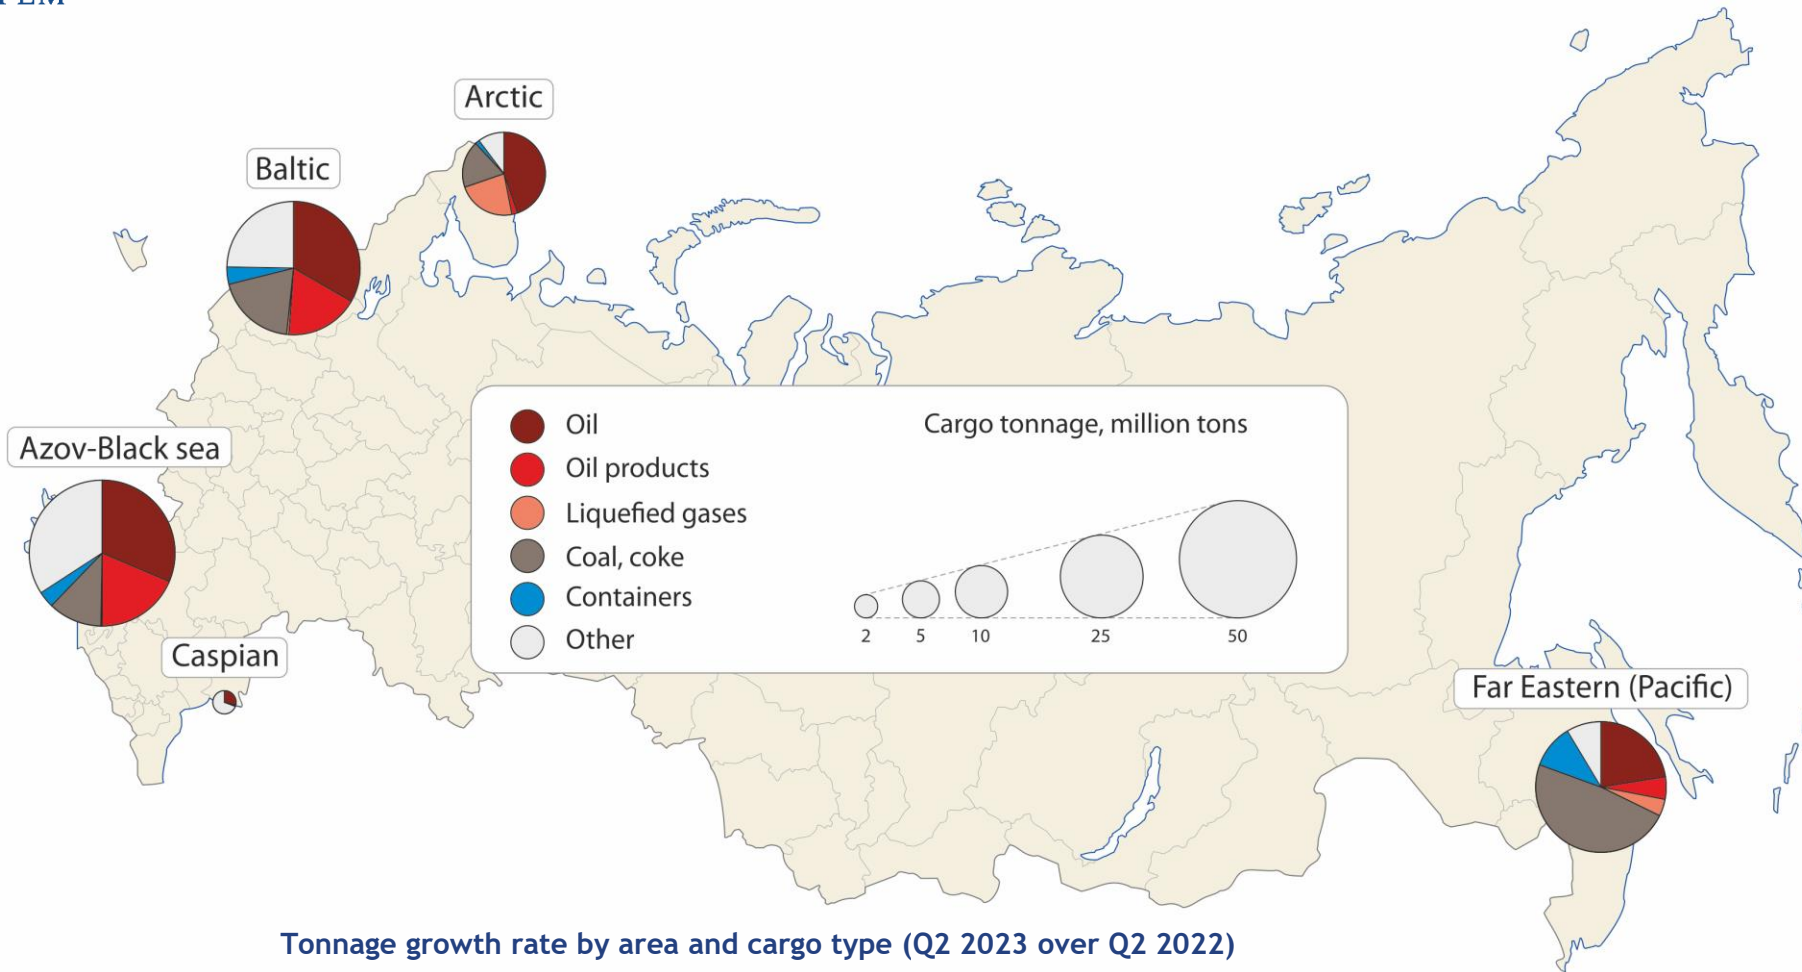 Arctic
Baltic
Azov-Black sea
Caspian
Far Eastern (Pacific)
Oil
Oil products
Liquefied gases
Coal, coke
Containers
Other
Cargo tonnage, million tons
2 5 10 25 50
Tonnage growth rate by area and cargo type (Q2 2023 over Q2 2022)